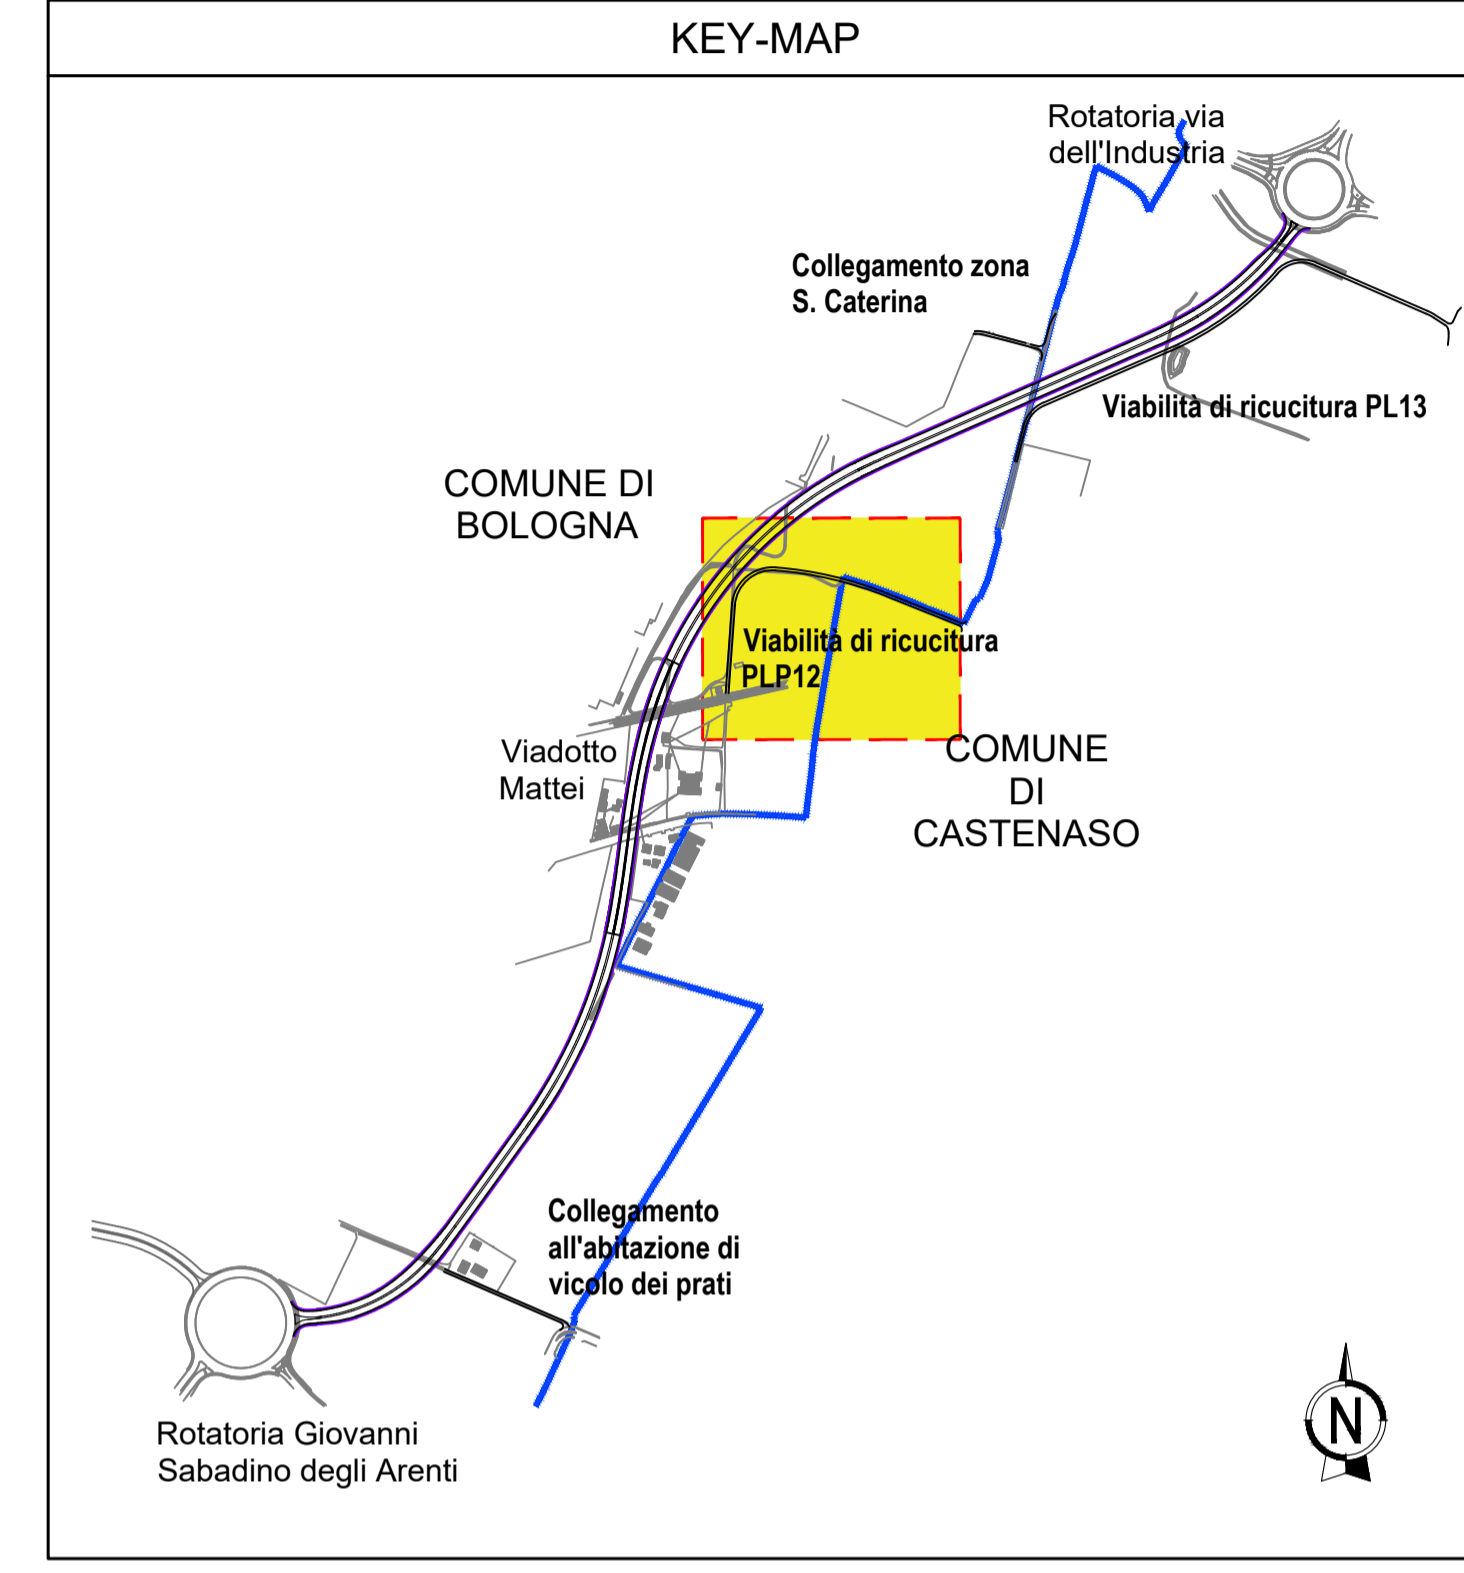 KEY-MAP
Rotatoria via
dell'Industria
Collegamento zona
S. Caterina
Viabilità di ricucitura PL13
COMUNE DI
BOLOGNA
Viabilità di ricucitura
PLP12
Viadotto
Mattei
COMUNE
DI
CASTENASO
Collegamento
all'abitazione di
vicolo dei prati
Rotatoria Giovanni
Sabadino degli Arenti
N